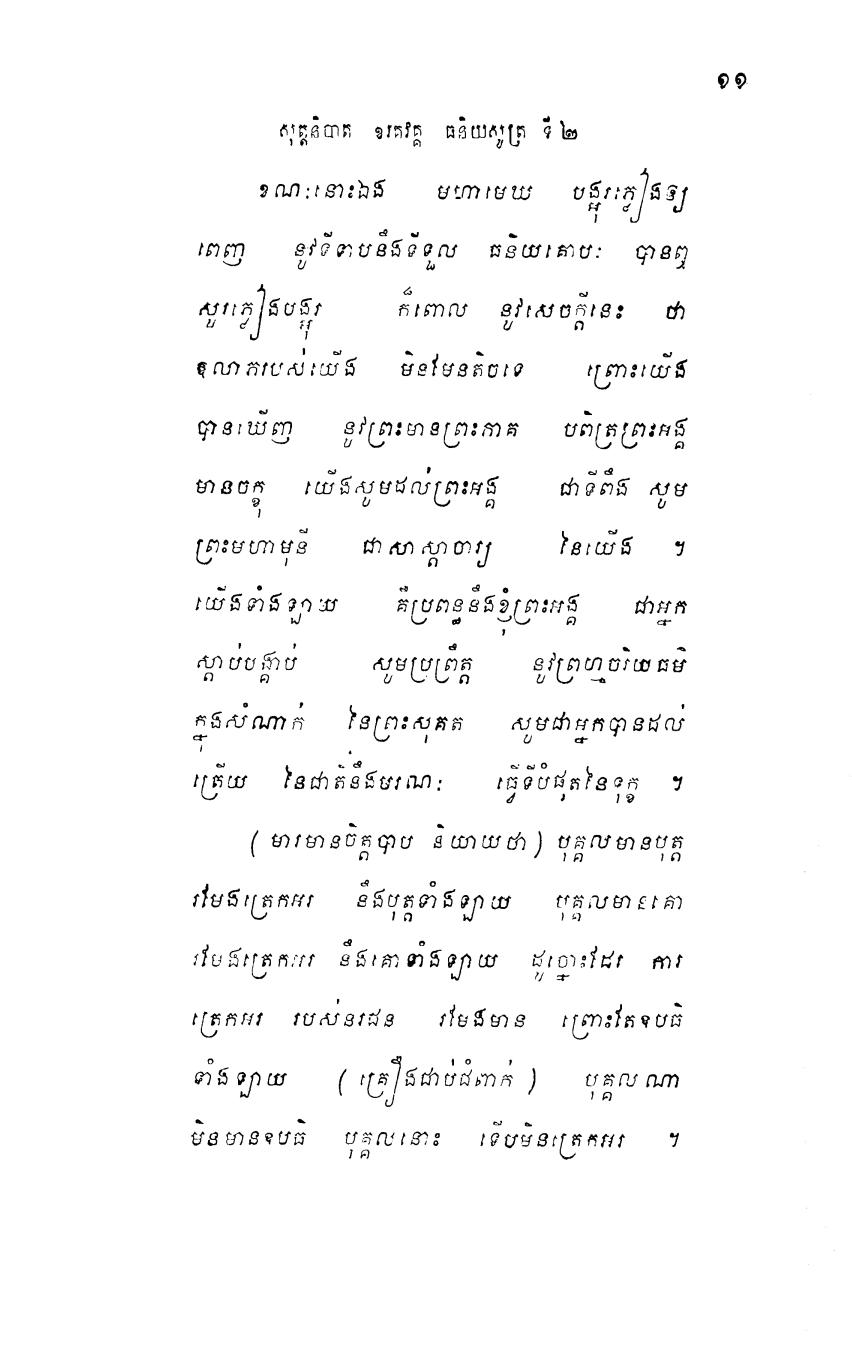 ១១
សុត្តនិបាត ឧរគវគ្គ ធនិយសូត្រ ទី ២
ខណៈនោះឯង មហាមេឃ បង្អុរភ្លៀងឲ្យ
ពេញ នូវទីទាបនឹងទីទួល ធនិយគោបៈ បានឮ
សូរភ្លៀងបង្អុរ ក៏ពោល នូវសេចក្តីនេះ ថា
ឱលាភរបស់យើង មិនមែនតិចទេ ព្រោះយើង
បានឃើញ នូវព្រះមានព្រះភាគ បពិត្រព្រះអង្គ
មានចក្ខុ យើងសូមដល់ព្រះអង្គ ជាទីពឹង សូម
ព្រះមហាមុនី ជាសាស្តាចារ្យ នៃយើង ។
យើងទាំងឡាយ គឺប្រពន្ធនឹងខ្ញុំព្រះអង្គ ជាអ្នក
ស្តាប់បង្គាប់ សូមប្រព្រឹត្ត នូវព្រហ្មចរិយធម៌
ក្នុងសំណាក់ នៃព្រះសុគត សូមជាអ្នកបានដល់
ត្រើយ នៃជាតិនឹងមរណៈ ធ្វើទីបំផុតនៃទុក្ខ ។
( មារមានចិត្តបាប និយាយថា ) បុគ្គលមានបុត្ត
រមែងត្រេកអរ នឹងបុត្តទាំងឡាយ បុគ្គលមានគោ
រមែងត្រេកអរ នឹងគោទាំងឡាយ ដូច្នោះដែរ ការ
ត្រេកអរ របស់នរជន រមែងមាន ព្រោះតែឧបធិ
ទាំងឡាយ ( គ្រឿងជាប់ជំពាក់ ) បុគ្គលណា
មិនមានឧបធិ បុគ្គលនោះ ទើបមិនត្រេកអរ ។